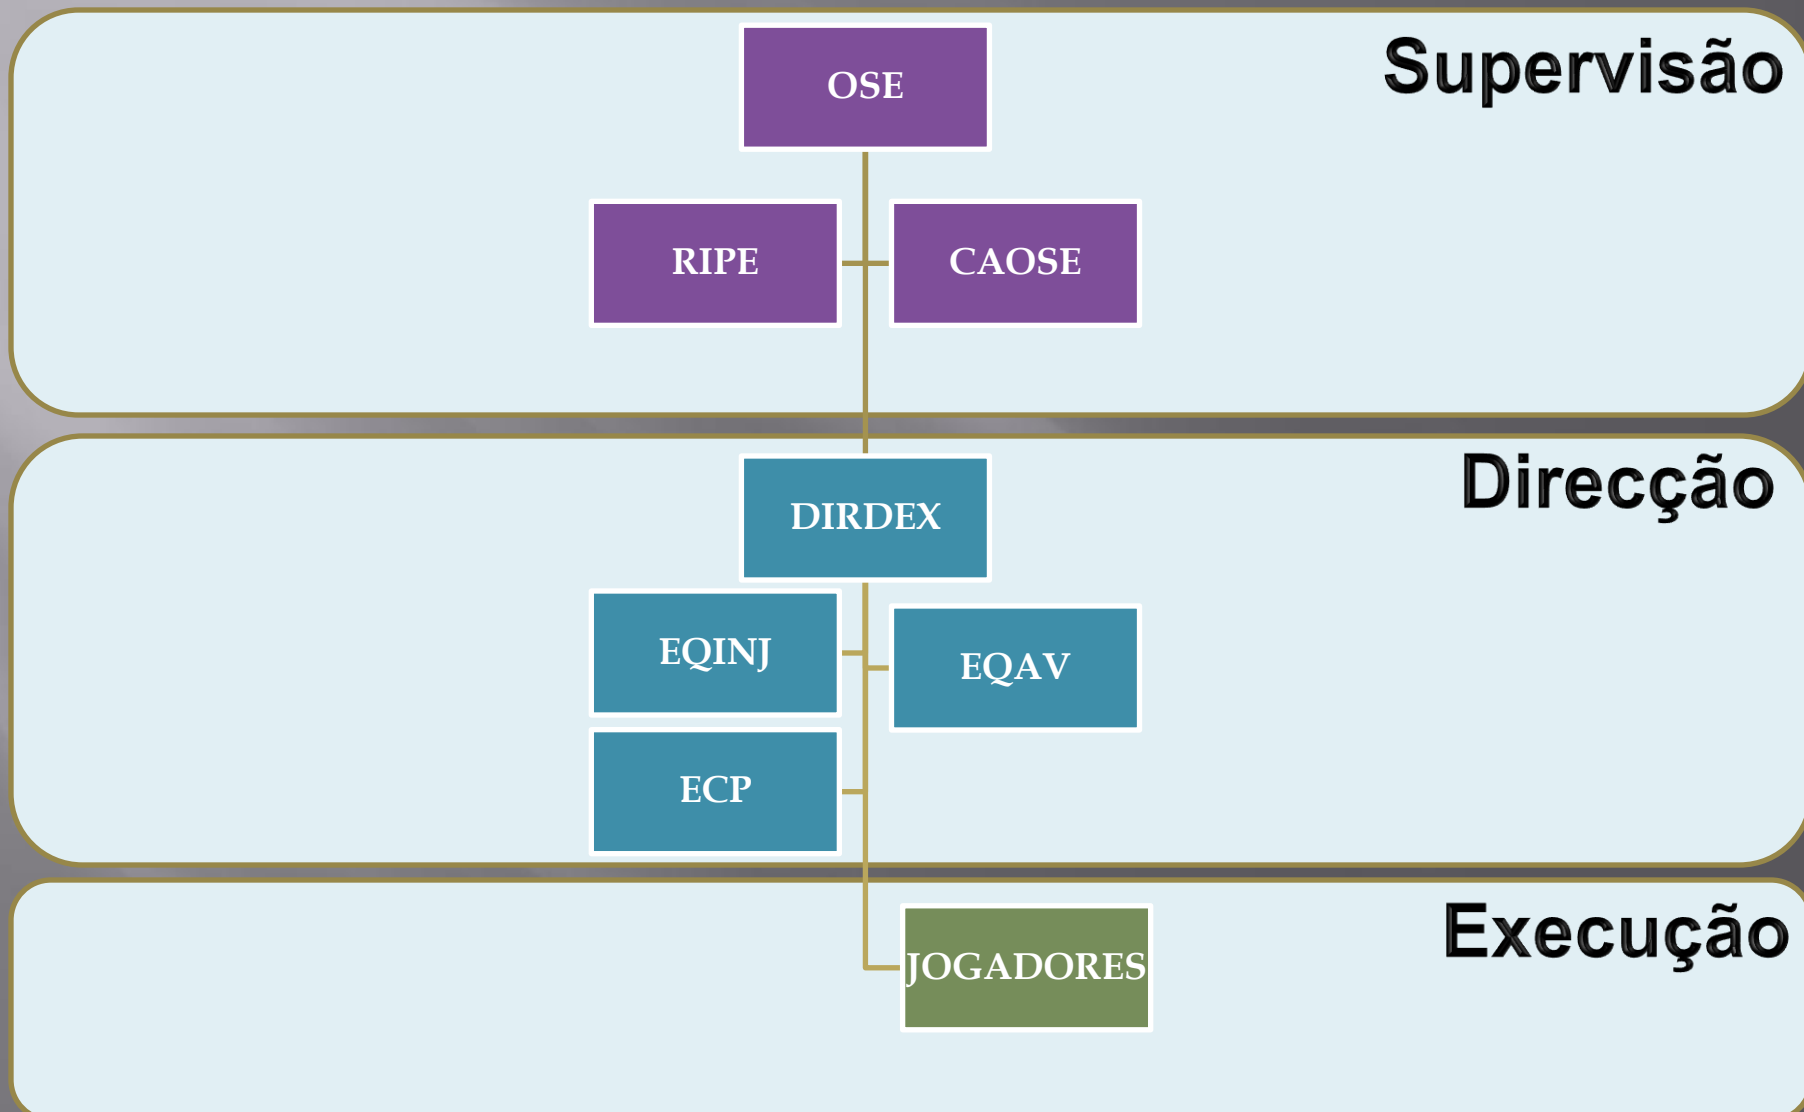 Supervisão
OSE
RIPE
CAOSE
Direcção
DIRDEX
EQINJ
EQAV
ECP
Execução
JOGADORES